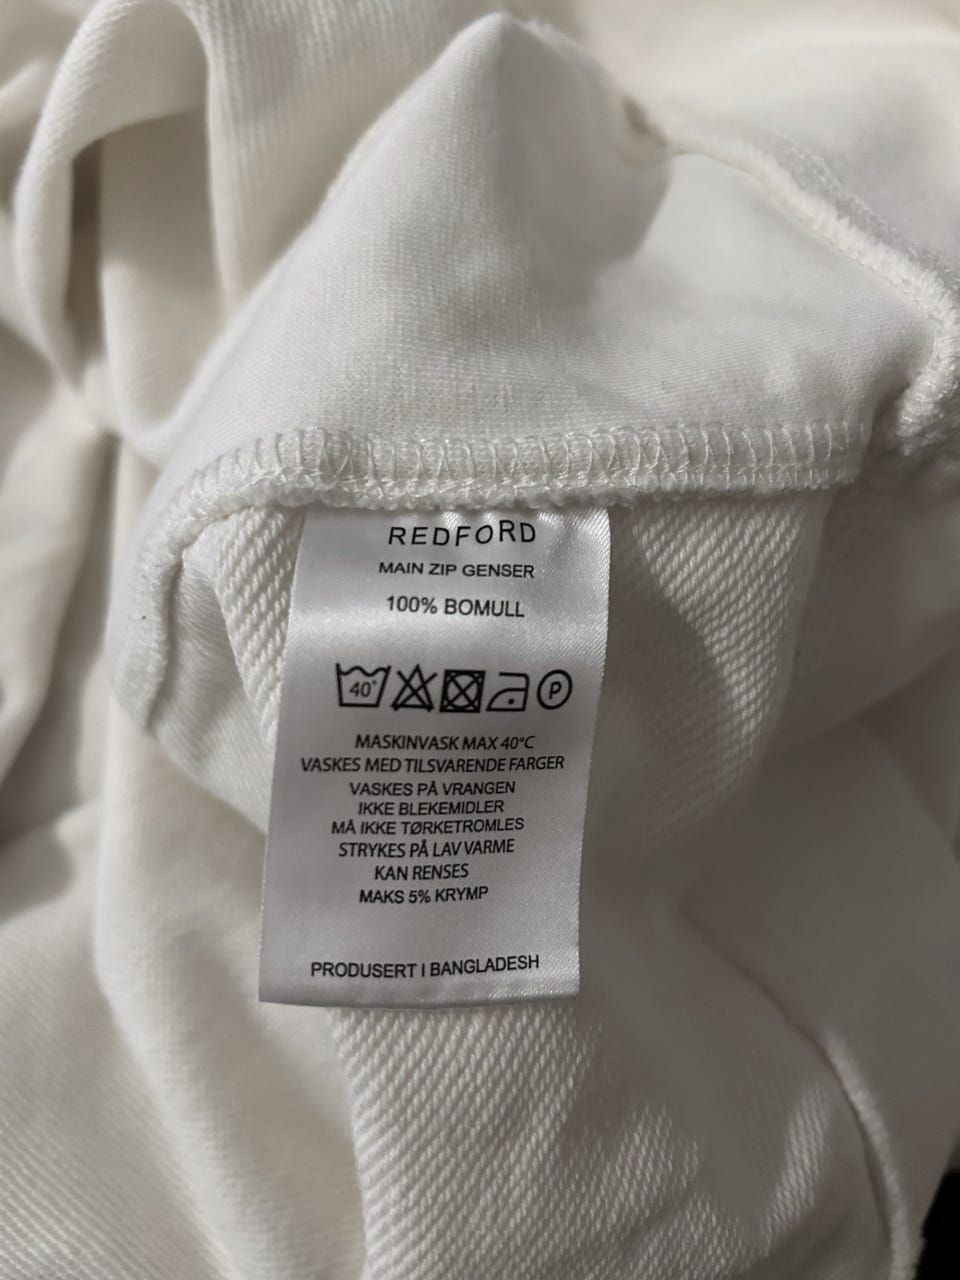 REDFORD
MAIN ZIP GENSER
100% BOMULL
40° P
MASKINVASK MAX 40°C
VASKES MED TILSVARENDE FARGER
VASKES PÅ VRANGEN
IKKE BLEKEMIDLER
MÅ IKKE TØRKETROMLES
STRYKES PÅ LAV VARME
KAN RENSES
MAKS 5% KRYMP
PRODUSERT I BANGLADESH